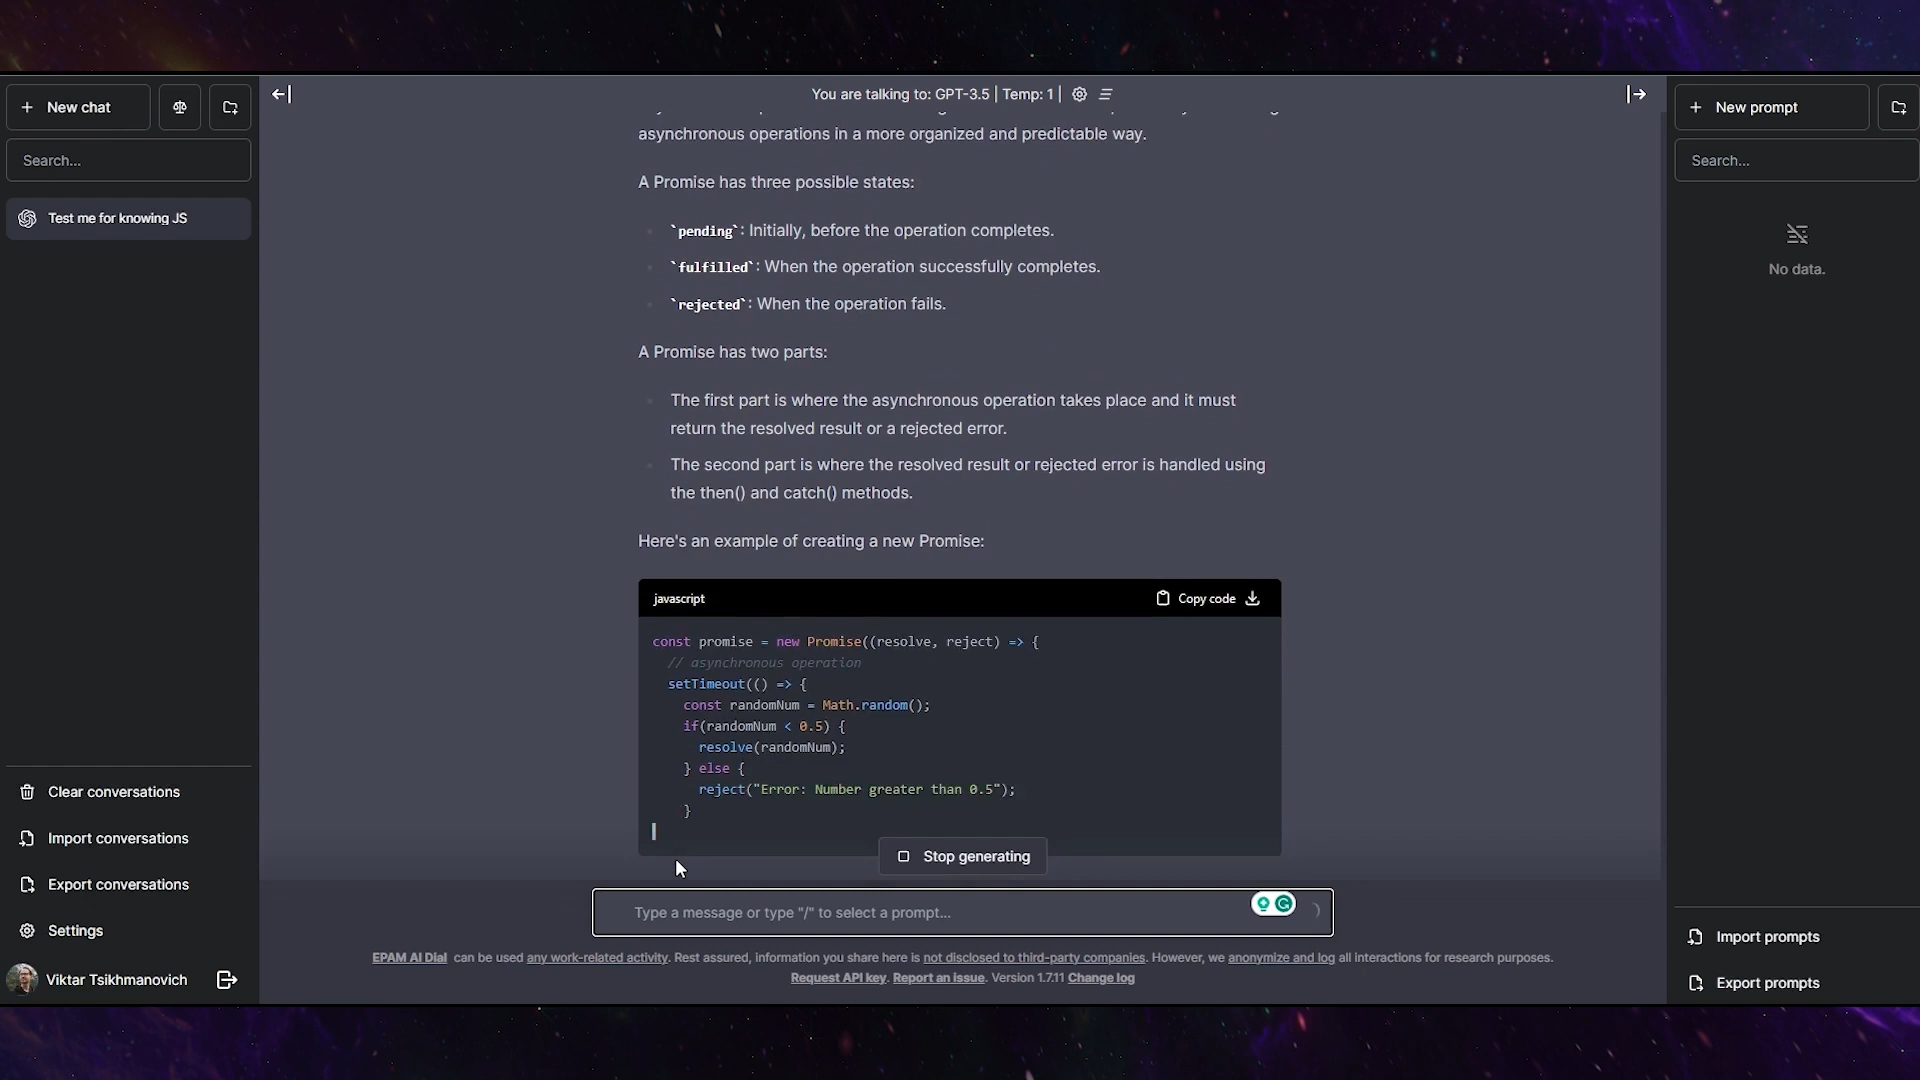 New chat
Search...
Test me for knowing JS
Clear conversations
Import conversations
Export conversations
Settings
Viktar Tsikhmanovich
You are talking to: GPT-3.5 | Temp: 1 |
asynchronous operations in a more organized and predictable way.
A Promise has three possible states:
`pending`: Initially, before the operation completes.
`fulfilled`: When the operation successfully completes.
`rejected`: When the operation fails.
A Promise has two parts:
The first part is where the asynchronous operation takes place and it must
return the resolved result or a rejected error.
The second part is where the resolved result or rejected error is handled using
the then() and catch() methods.
Here's an example of creating a new Promise:
javascript
Copy code
const promise = new Promise((resolve, reject) => {
// asynchronous operation
setTimeout(() => {
const randomNum = Math.random();
if(randomNum < 0.5) {
resolve(randomNum);
} else {
reject("Error: Number greater than 0.5");
}
Stop generating
Type a message or type "/" to select a prompt...
EPAM AI Dial can be used any work-related activity. Rest assured, information you share here is not disclosed to third-party companies. However, we anonymize and log all interactions for research purposes.
Request API key. Report an issue. Version 1.7.11 Change log
New prompt
Search...
No data.
Import prompts
Export prompts